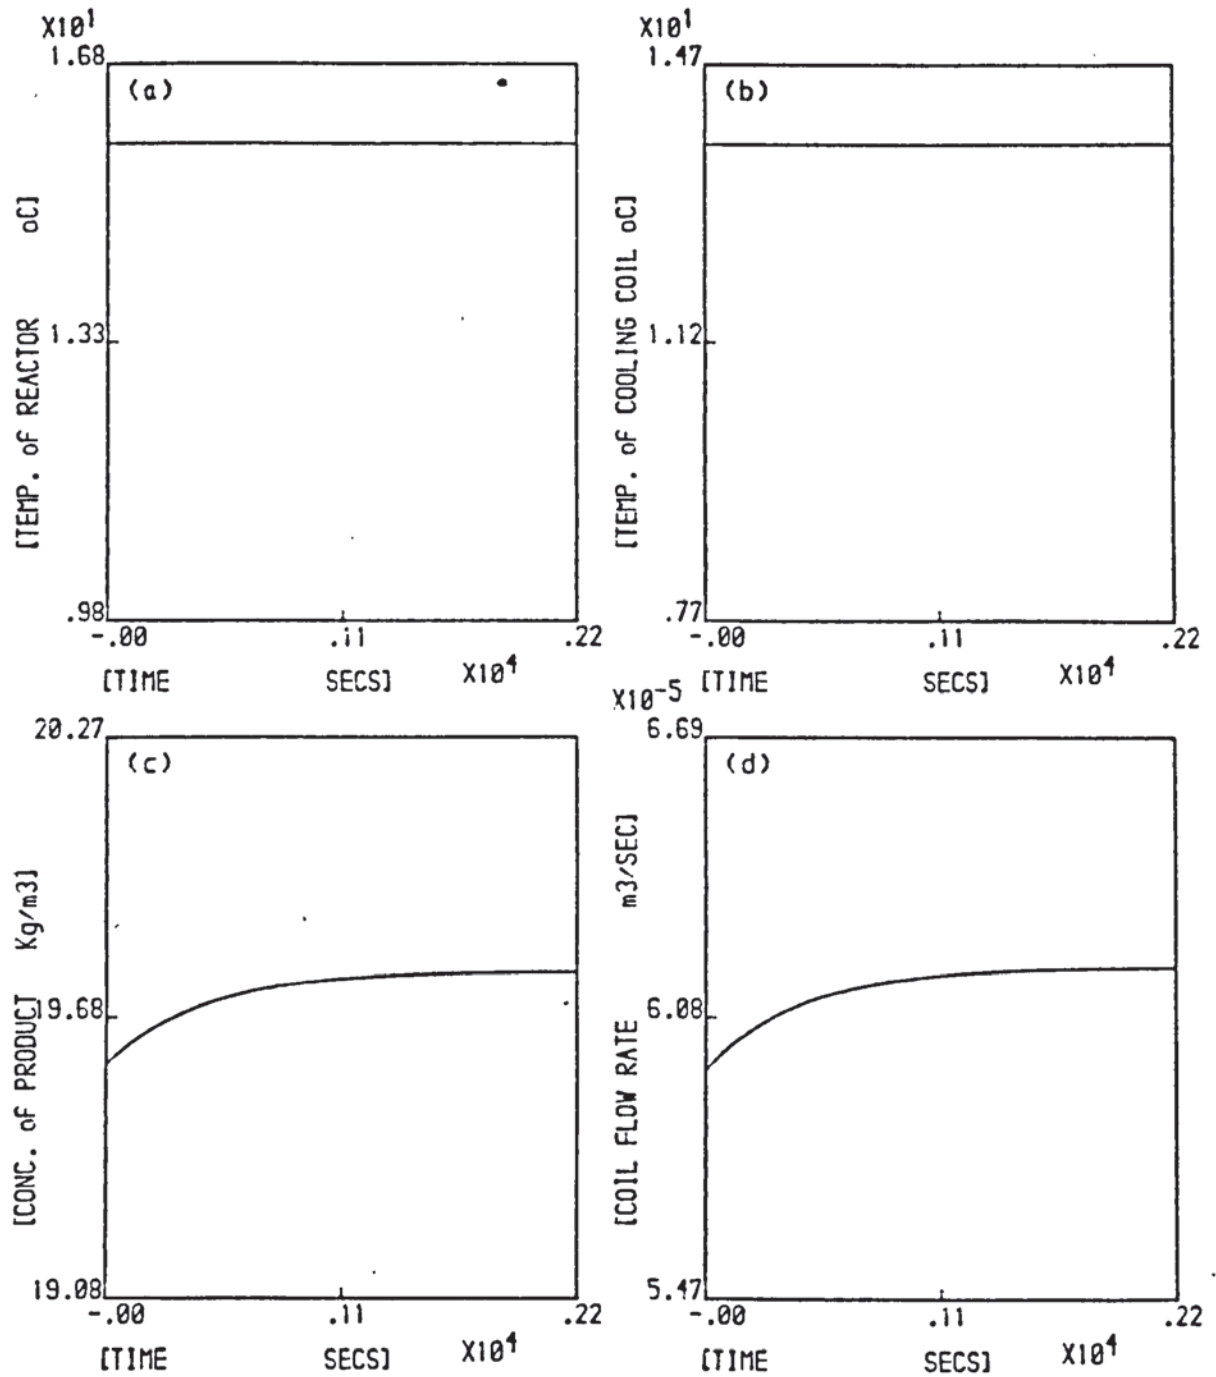 X10¹
1.68
(a)
[TEMP. of REACTOR oC]
1.33
.98
-.00 .11 .22
[TIME SECS] X10⁴
X10¹
1.47
(b)
[TEMP. of COOLING COIL oC]
1.12
.77
-.00 .11 .22
[TIME SECS] X10⁴
20.27
(c)
[CONC. of PRODUCT Kg/m3]
19.68
19.08
-.00 .11 .22
[TIME SECS] X10⁴
X10⁻⁵
6.69
(d)
[COIL FLOW RATE m3/SEC]
6.08
5.47
-.00 .11 .22
[TIME SECS] X10⁴